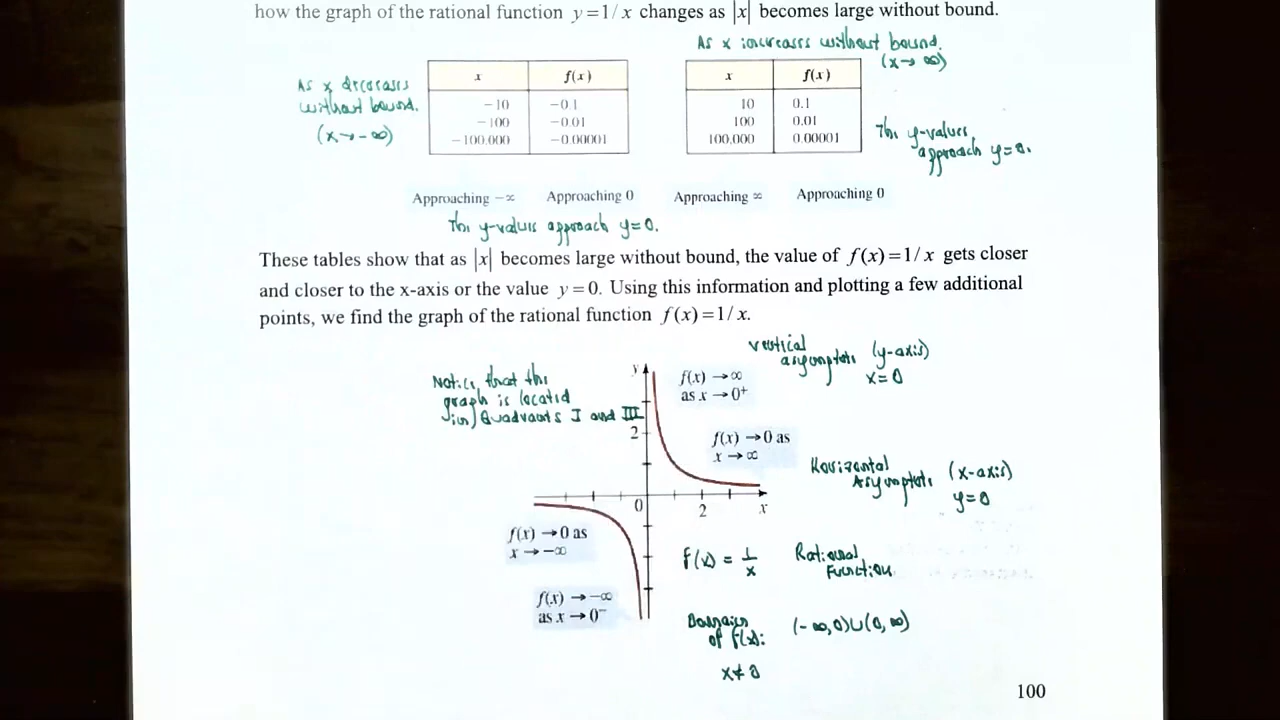 how the graph of the rational function y=1/x changes as |x| becomes large without bound.
As x increases without bound.
(x→ ∞)
As x decreases
without bound.
(x→ -∞)
x f(x)
-10 -0.1
-100 -0.01
-100,000 -0.00001
x f(x)
10 0.1
100 0.01
100,000 0.00001
The y-values
approach y=0.
Approaching -∞ Approaching 0 Approaching ∞ Approaching 0
The y-values approach y=0.
These tables show that as |x| becomes large without bound, the value of f(x)=1/x gets closer
and closer to the x-axis or the value y=0. Using this information and plotting a few additional
points, we find the graph of the rational function f(x)=1/x.
vertical
asymptote (y-axis)
x=0
Notice that the
graph is located
(in) Quadrants I and III
y
2
0
2
x
f(x)→∞
as x→0⁺
f(x)→0 as
x→∞
Horizontal
Asymptote (x-axis)
y=0
f(x)→0 as
x→-∞
f(x)→-∞
as x→0⁻
f(x) = 1/x Rational
Function.
Domain
of f(x): (-∞,0)∪(0,∞)
x≠0
100